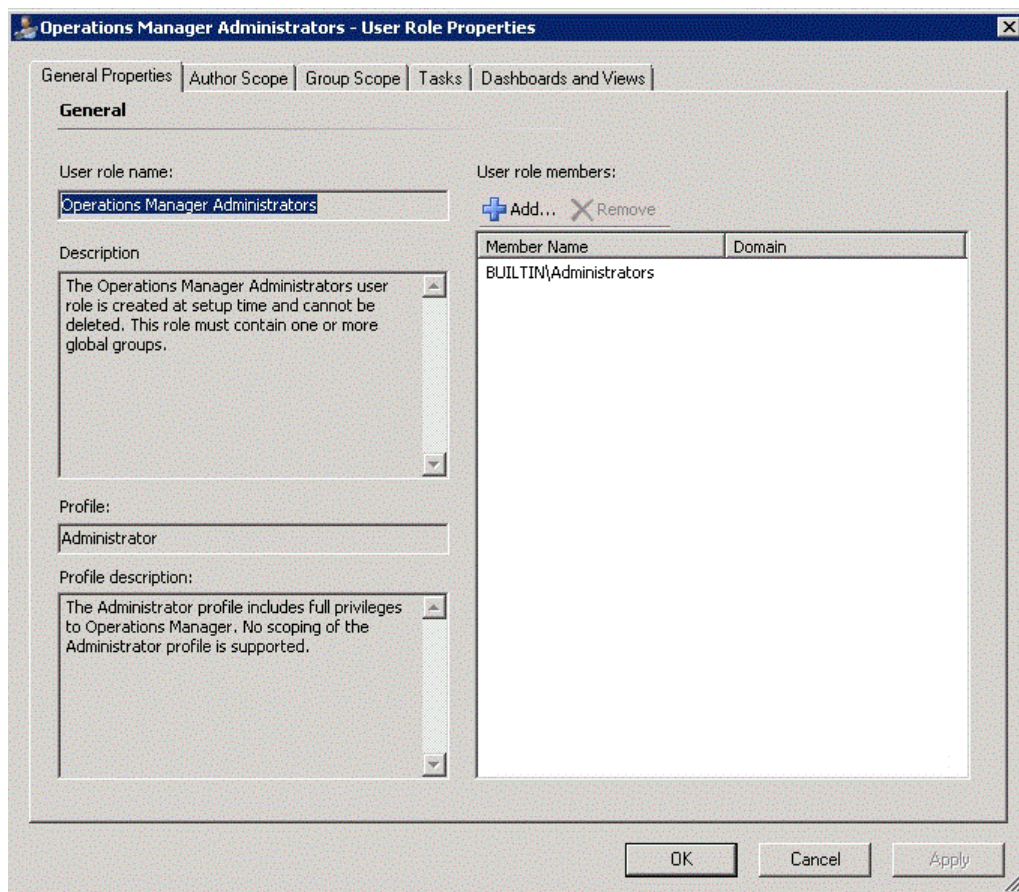 Operations Manager Administrators - User Role Properties
General Properties
Author Scope
Group Scope
Tasks
Dashboards and Views
General
User role name:
Operations Manager Administrators
Description
The Operations Manager Administrators user
role is created at setup time and cannot be
deleted. This role must contain one or more
global groups.
Profile:
Administrator
Profile description:
The Administrator profile includes full privileges
to Operations Manager. No scoping of the
Administrator profile is supported.
User role members:
Add...
Remove
Member Name
Domain
BUILTIN\Administrators
OK
Cancel
Apply